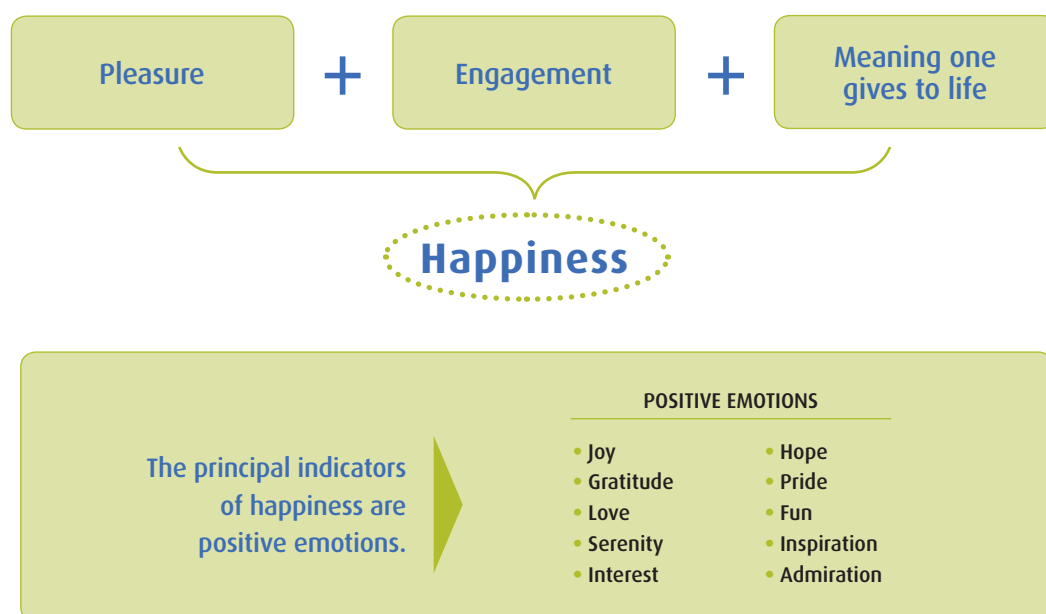 Pleasure + Engagement + Meaning one
gives to life
Happiness
The principal indicators
of happiness are
positive emotions.
POSITIVE EMOTIONS
• Joy
• Gratitude
• Love
• Serenity
• Interest
• Hope
• Pride
• Fun
• Inspiration
• Admiration